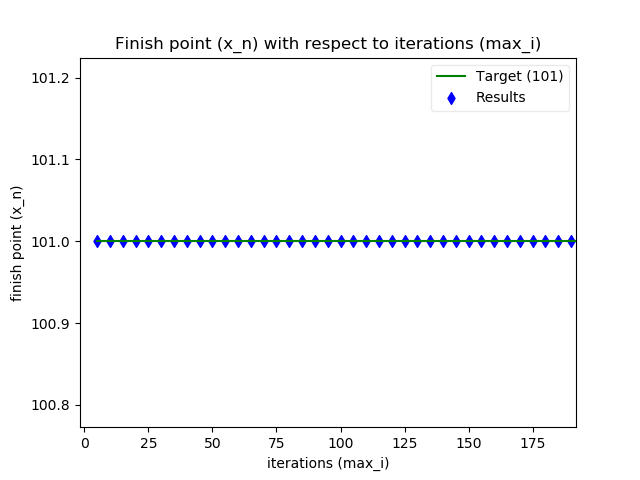 Finish point (x_n) with respect to iterations (max_i)
Target (101)
Results
101.2
101.1
101.0
100.9
100.8
finish point (x_n)
0 25 50 75 100 125 150 175
iterations (max_i)